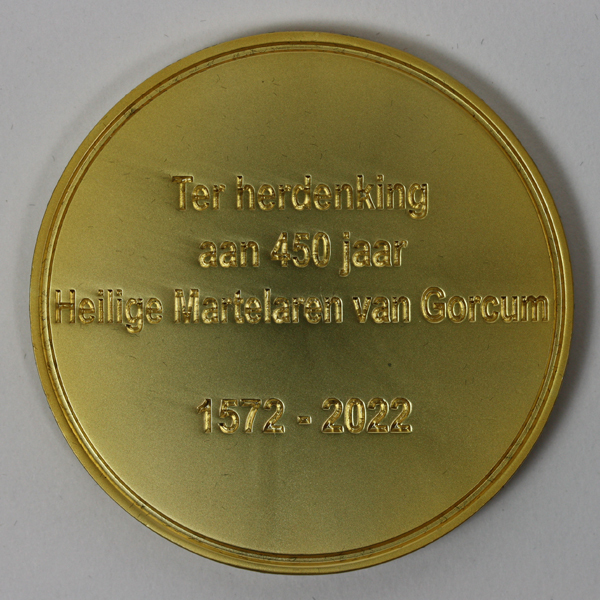 Ter herdenking
aan 450 jaar
Heilige Martelaren van Gorcum
1572 - 2022